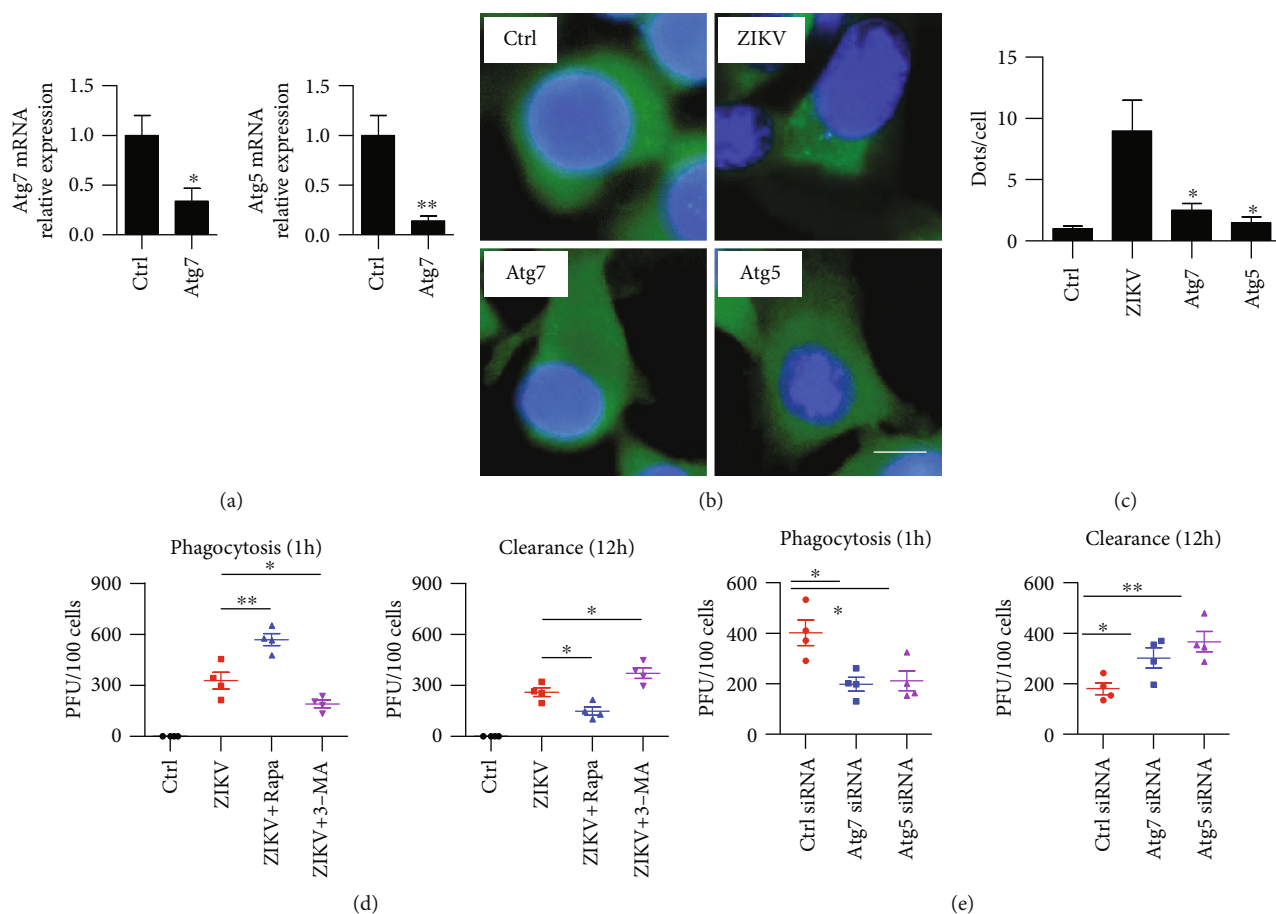 Atg7 mRNA
relative expression
1.5
1.0
0.5
0.0
*
Ctrl
Atg7
Atg5 mRNA
relative expression
1.5
1.0
0.5
0.0
**
Ctrl
Atg7
(a)
Ctrl
ZIKV
Atg7
Atg5
(b)
Dots/cell
15
10
5
0
*
*
Ctrl
ZIKV
Atg7
Atg5
(c)
Phagocytosis (1h)
PFU/100 cells
900
600
300
0
*
**
Ctrl
ZIKV
ZIKV+Rapa
ZIKV+3–MA
Clearance (12h)
PFU/100 cells
900
600
300
0
*
*
Ctrl
ZIKV
ZIKV+Rapa
ZIKV+3–MA
(d)
Phagocytosis (1h)
PFU/100 cells
600
400
200
0
*
*
Ctrl siRNA
Atg7 siRNA
Atg5 siRNA
Clearance (12h)
PFU/100 cells
600
400
200
0
**
*
Ctrl siRNA
Atg7 siRNA
Atg5 siRNA
(e)